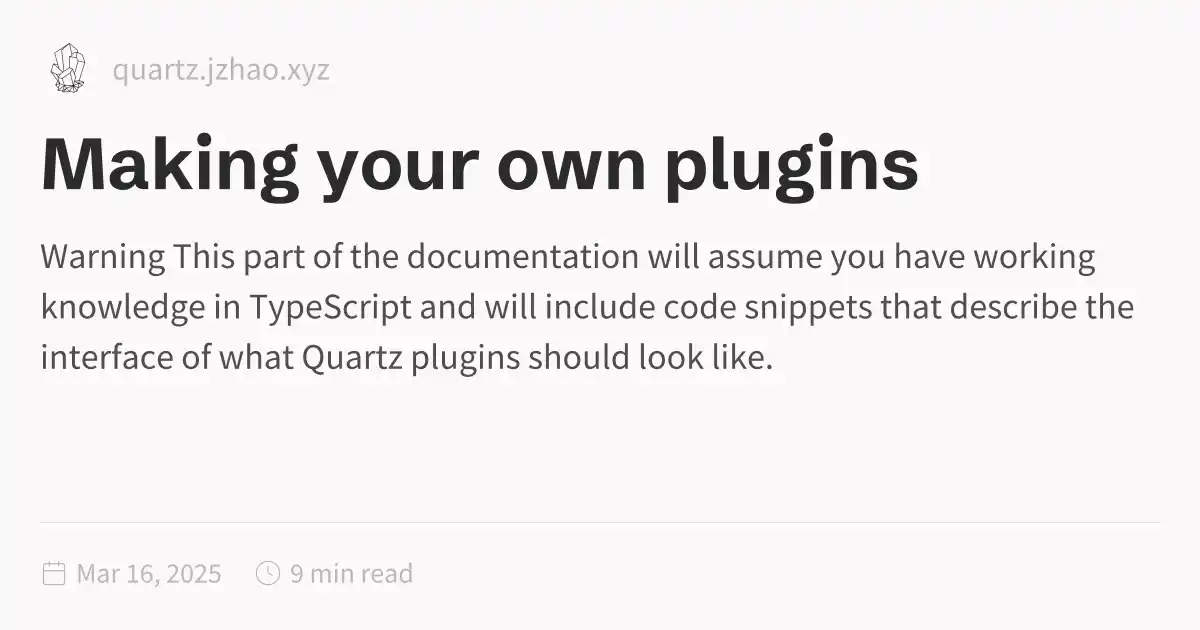 quartz.jzhao.xyz
Making your own plugins
Warning This part of the documentation will assume you have working
knowledge in TypeScript and will include code snippets that describe the
interface of what Quartz plugins should look like.
Mar 16, 2025 9 min read